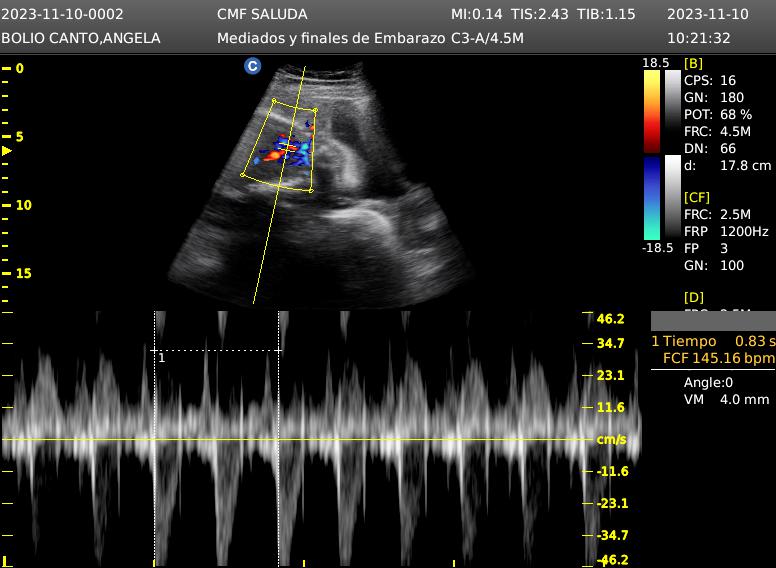 2023-11-10-0002 CMF SALUDA MI:0.14 TIS:2.43 TIB:1.15 2023-11-10
BOLIO CANTO,ANGELA Mediados y finales de Embarazo C3-A/4.5M 10:21:32
C
0
5
10
15
18.5
-18.5
[B]
CPS: 16
GN: 180
POT: 68 %
FRC: 4.5M
DN: 66
d: 17.8 cm
[CF]
FRC: 2.5M
FRP 1200Hz
FP 3
GN: 100
[D]
1 Tiempo 0.83 s
FCF 145.16 bpm
Angle:0
VM 4.0 mm
1
46.2
34.7
23.1
11.6
cm/s
-11.6
-23.1
-34.7
-46.2